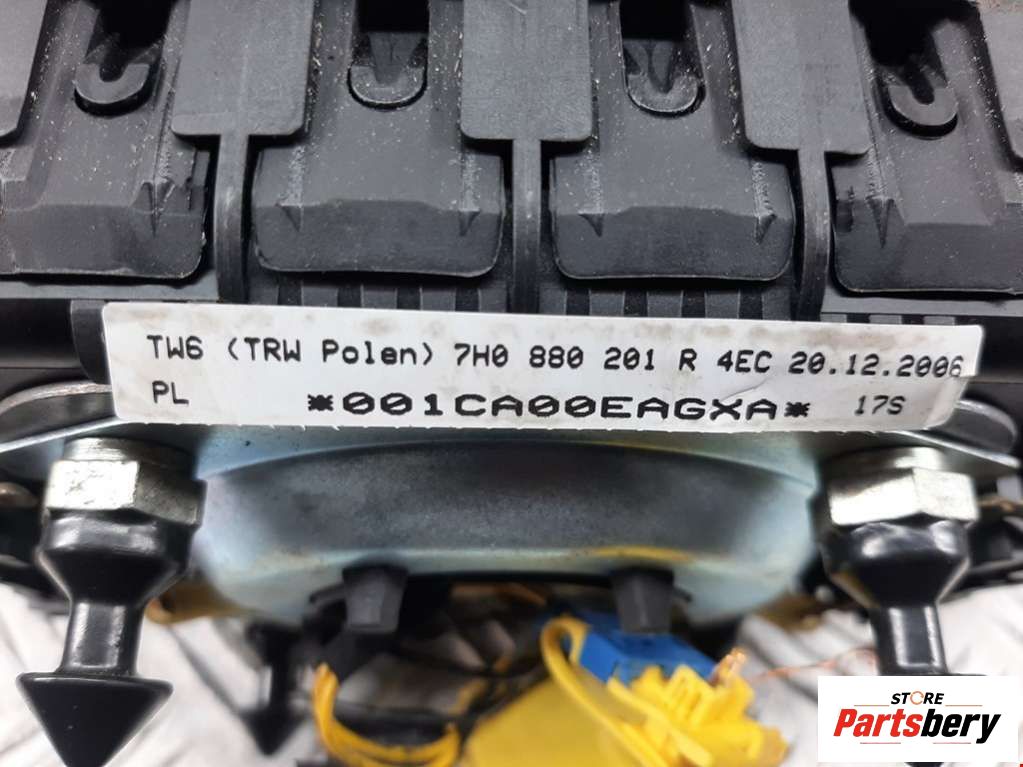 TW6 (TRW Polen) 7H0 880 201 R 4EC 20.12.2006
PL *001CA00EAGXA* 17S
STORE
Partsbery